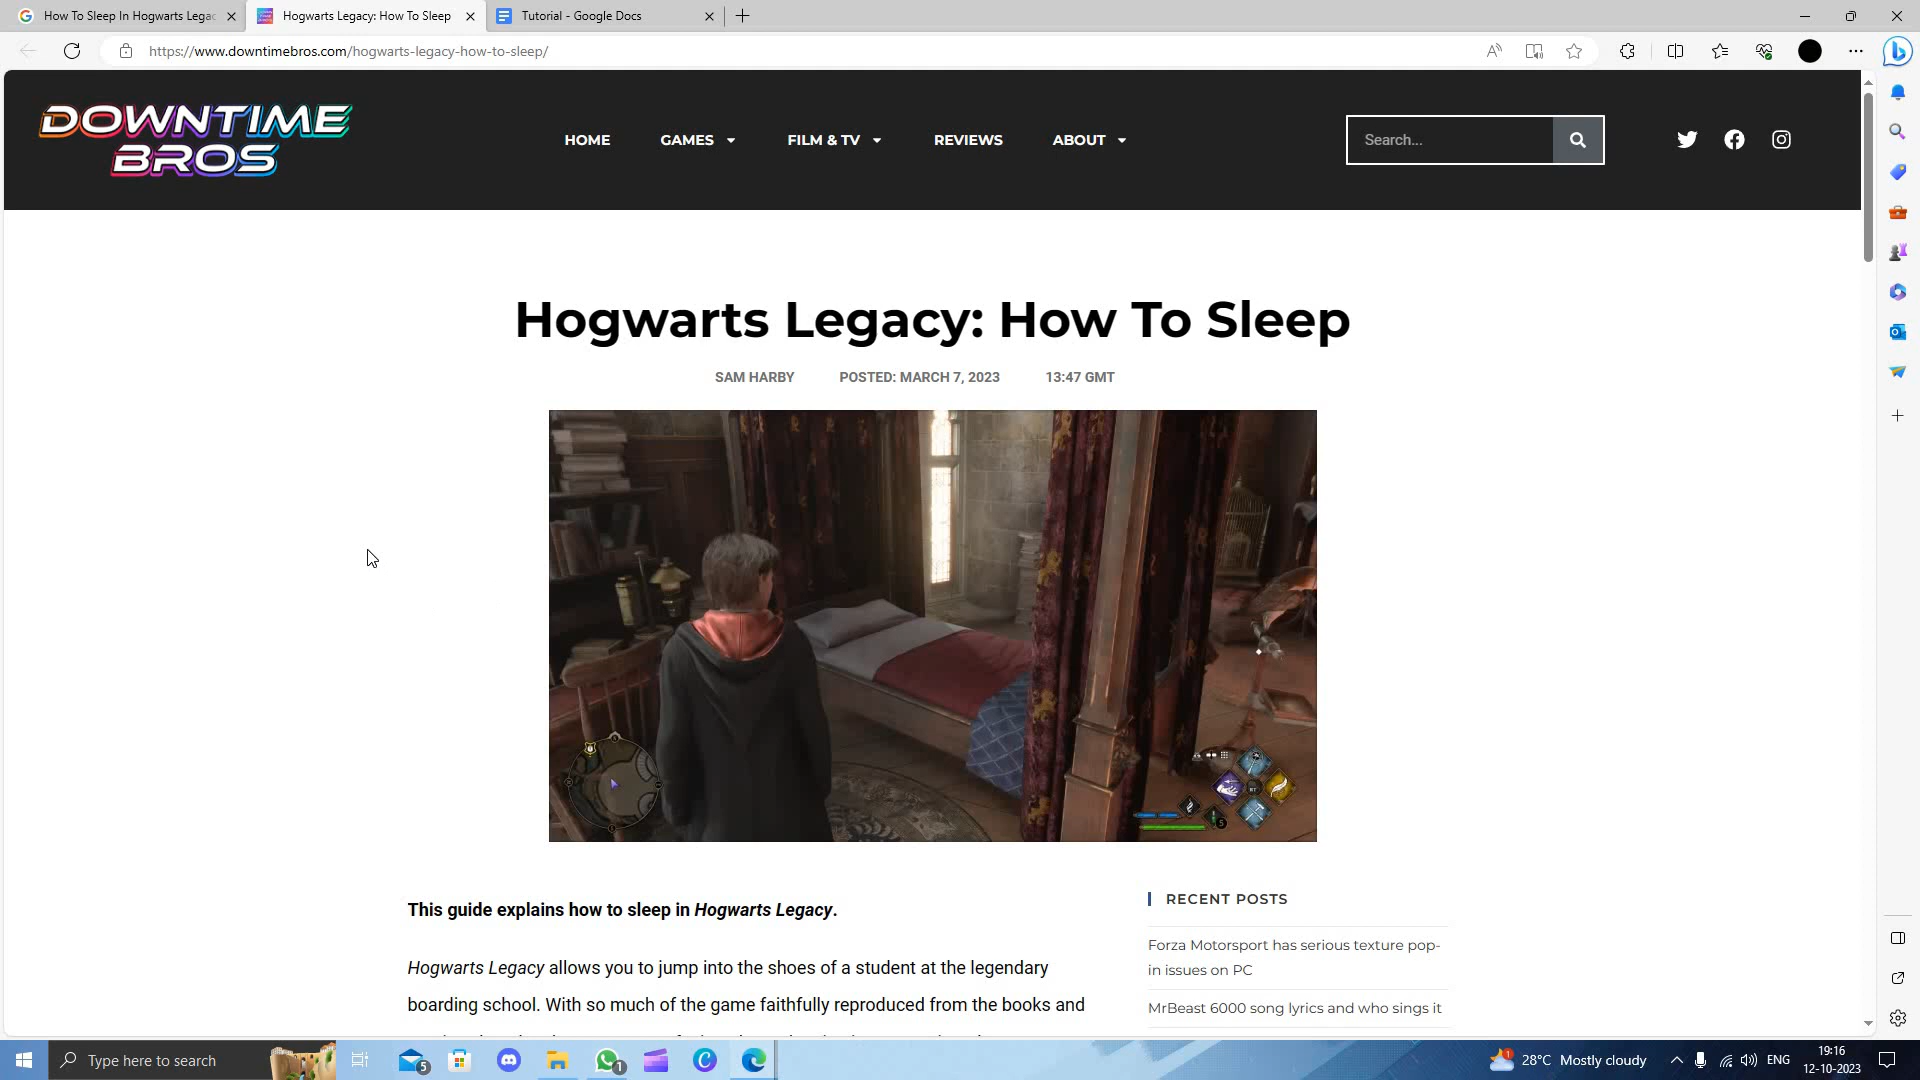 How To Sleep In Hogwarts Legac
Hogwarts Legacy: How To Sleep
Tutorial - Google Docs
https://www.downtimebros.com/hogwarts-legacy-how-to-sleep/
DOWNTIME
BROS
HOME
GAMES
FILM & TV
REVIEWS
ABOUT
Search...
Hogwarts Legacy: How To Sleep
SAM HARBY
POSTED: MARCH 7, 2023
13:47 GMT
This guide explains how to sleep in Hogwarts Legacy.
Hogwarts Legacy allows you to jump into the shoes of a student at the legendary
boarding school. With so much of the game faithfully reproduced from the books and
RECENT POSTS
Forza Motorsport has serious texture pop-
in issues on PC
MrBeast 6000 song lyrics and who sings it
Type here to search
5
1
1
28°C Mostly cloudy
ENG
19:16
12-10-2023